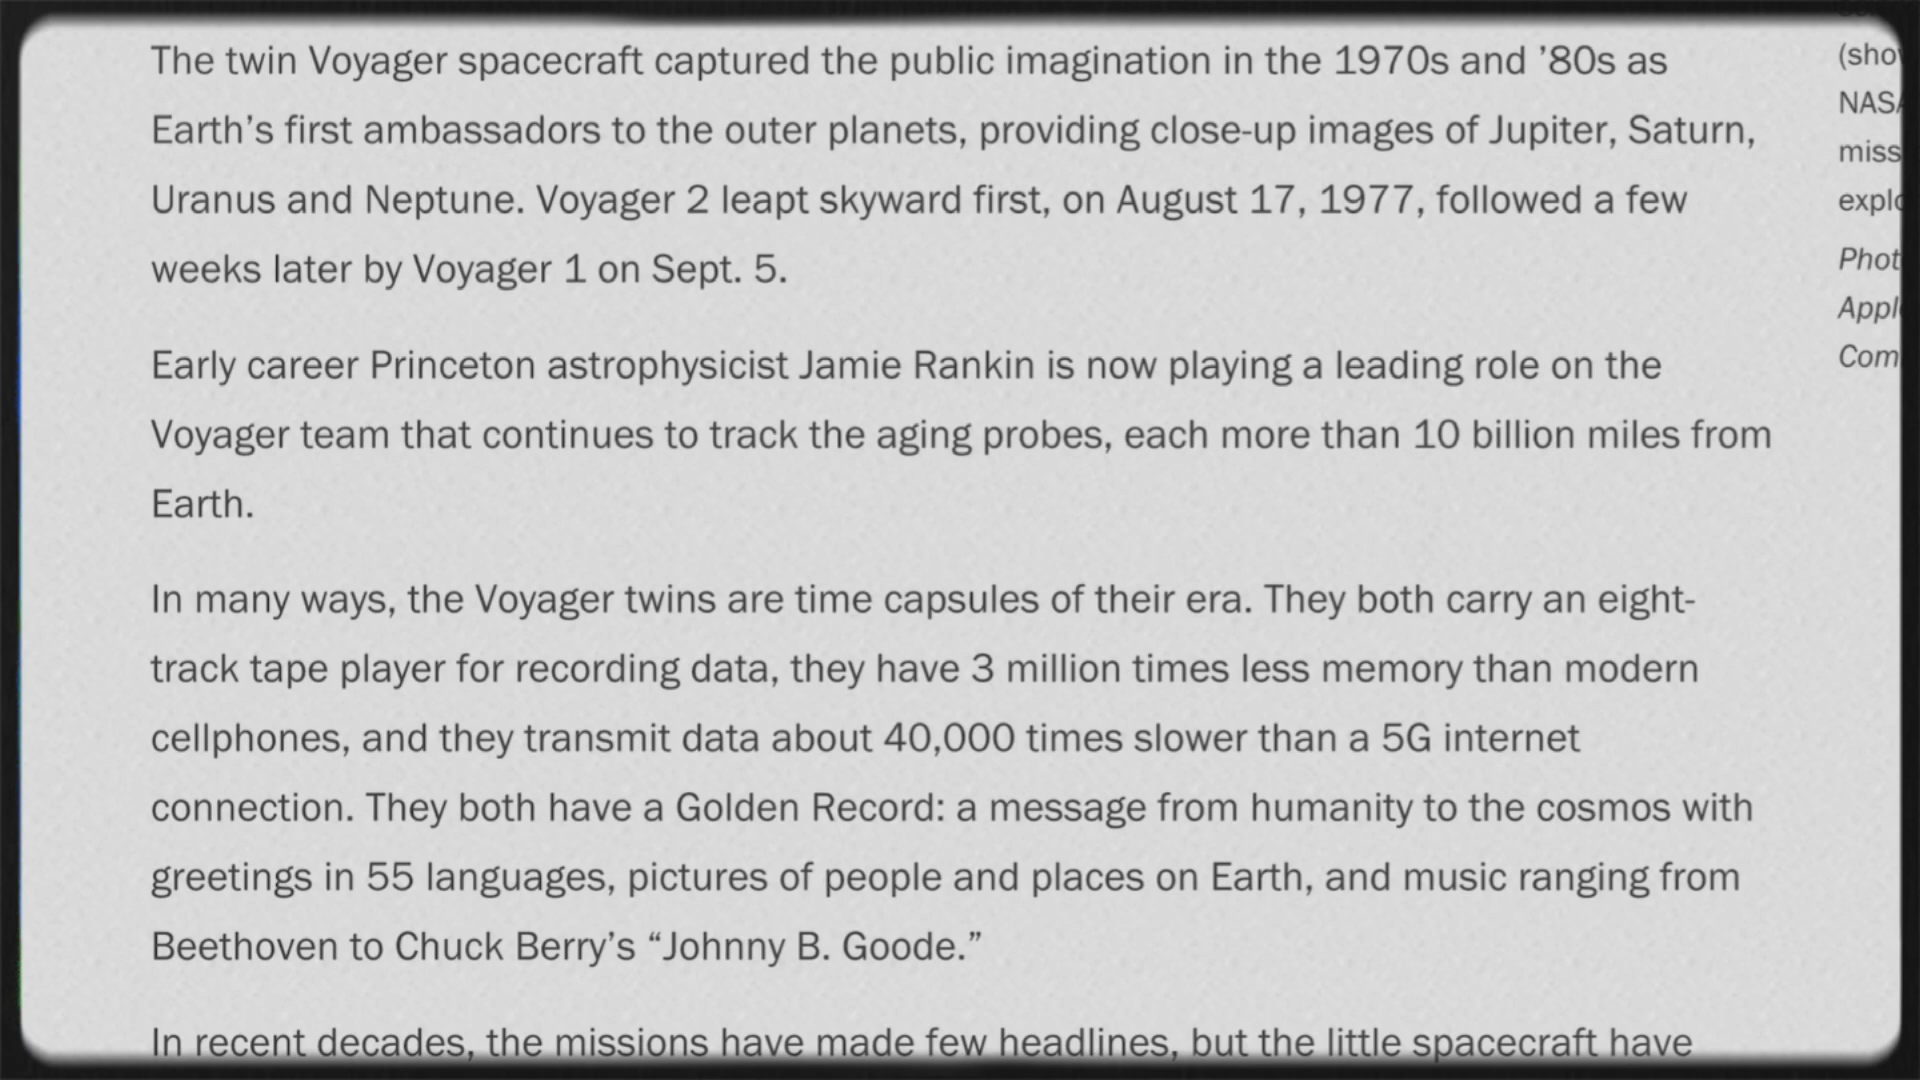 The twin Voyager spacecraft captured the public imagination in the 1970s and ’80s as
Earth’s first ambassadors to the outer planets, providing close-up images of Jupiter, Saturn,
Uranus and Neptune. Voyager 2 leapt skyward first, on August 17, 1977, followed a few
weeks later by Voyager 1 on Sept. 5.
Early career Princeton astrophysicist Jamie Rankin is now playing a leading role on the
Voyager team that continues to track the aging probes, each more than 10 billion miles from
Earth.
In many ways, the Voyager twins are time capsules of their era. They both carry an eight-
track tape player for recording data, they have 3 million times less memory than modern
cellphones, and they transmit data about 40,000 times slower than a 5G internet
connection. They both have a Golden Record: a message from humanity to the cosmos with
greetings in 55 languages, pictures of people and places on Earth, and music ranging from
Beethoven to Chuck Berry’s “Johnny B. Goode.”
In recent decades, the missions have made few headlines, but the little spacecraft have
(sho
NAS
miss
explo
Phot
Appl
Com